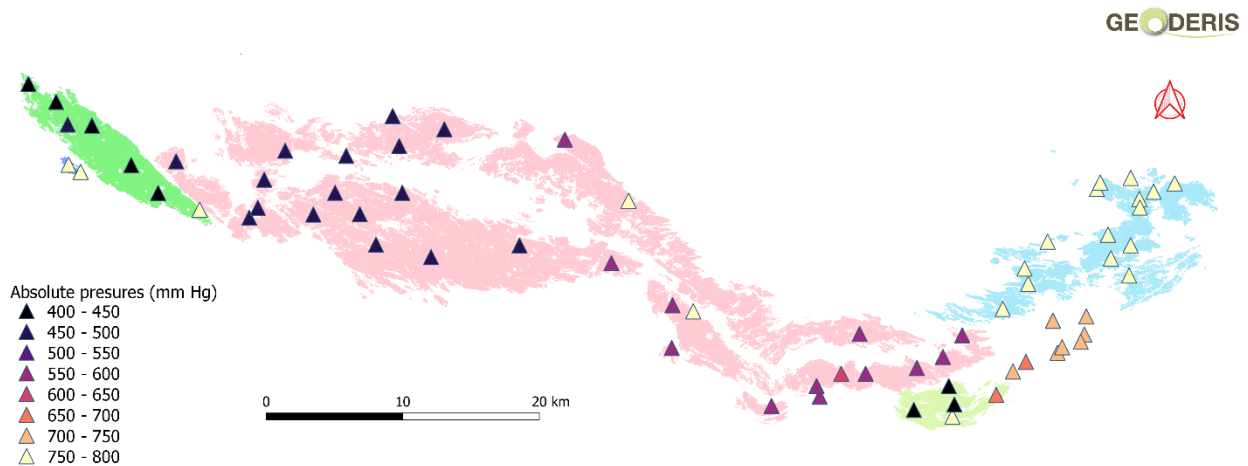 GEODERIS
Absolute presures (mm Hg)
400 - 450
450 - 500
500 - 550
550 - 600
600 - 650
650 - 700
700 - 750
750 - 800
0 10 20 km